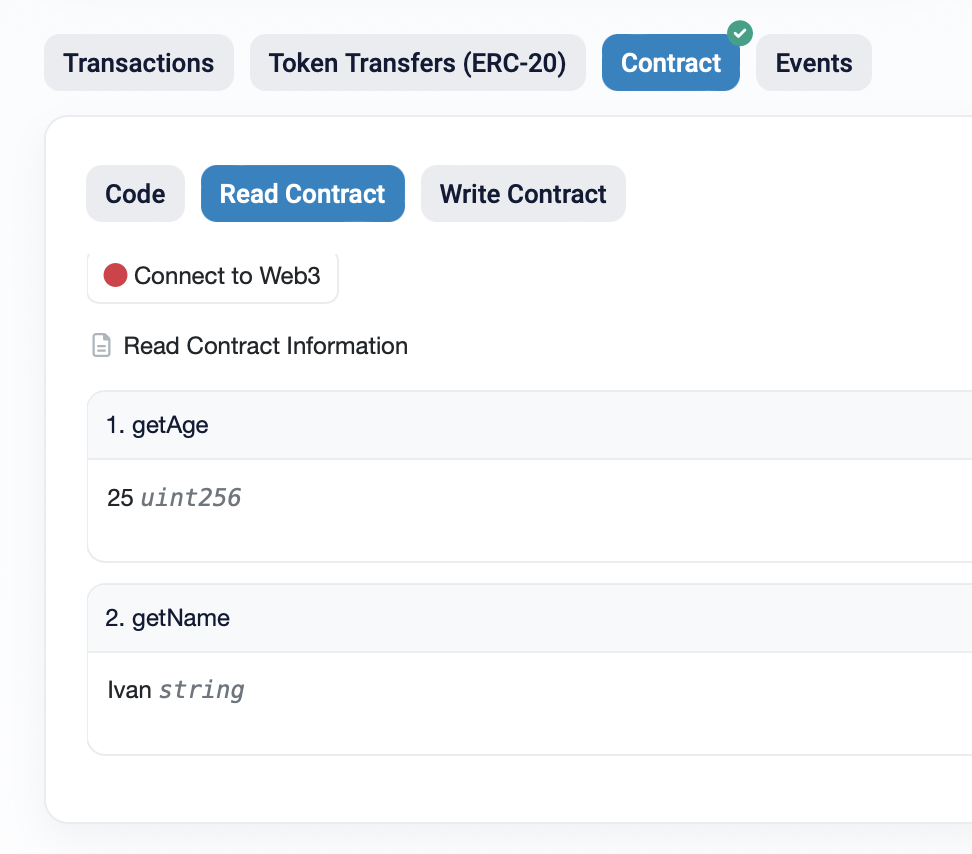 Transactions Token Transfers (ERC-20) Contract Events
Code Read Contract Write Contract
Connect to Web3
Read Contract Information
1. getAge
25 uint256
2. getName
Ivan string